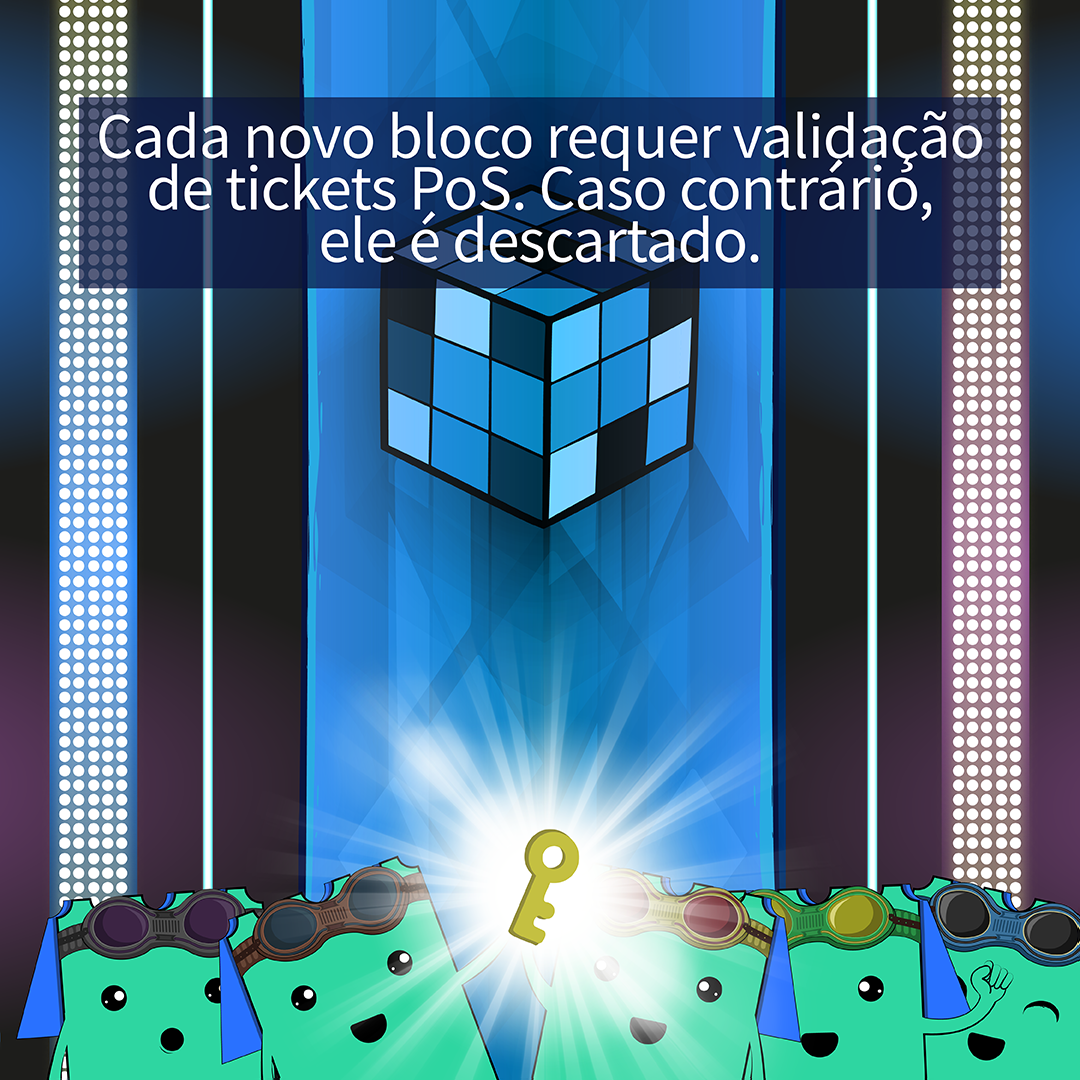 Cada novo bloco requer validação
de tickets PoS. Caso contrário,
ele é descartado.